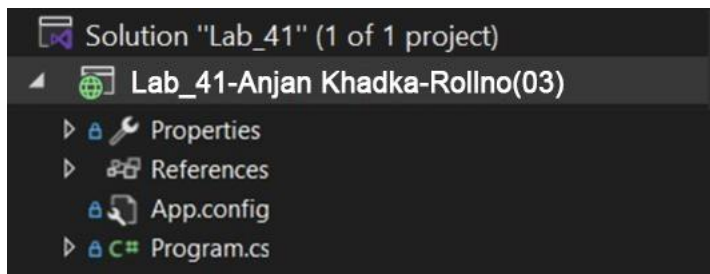 Solution "Lab_41" (1 of 1 project)
Lab_41-Anjan Khadka-Rollno(03)
Properties
References
App.config
C# Program.cs